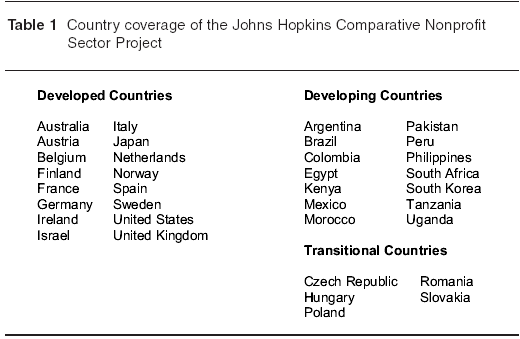 Table 1 Country coverage of the Johns Hopkins Comparative Nonprofit
Sector Project
Developed Countries
Australia Italy
Austria Japan
Belgium Netherlands
Finland Norway
France Spain
Germany Sweden
Ireland United States
Israel United Kingdom
Developing Countries
Argentina Pakistan
Brazil Peru
Colombia Philippines
Egypt South Africa
Kenya South Korea
Mexico Tanzania
Morocco Uganda
Transitional Countries
Czech Republic Romania
Hungary Slovakia
Poland